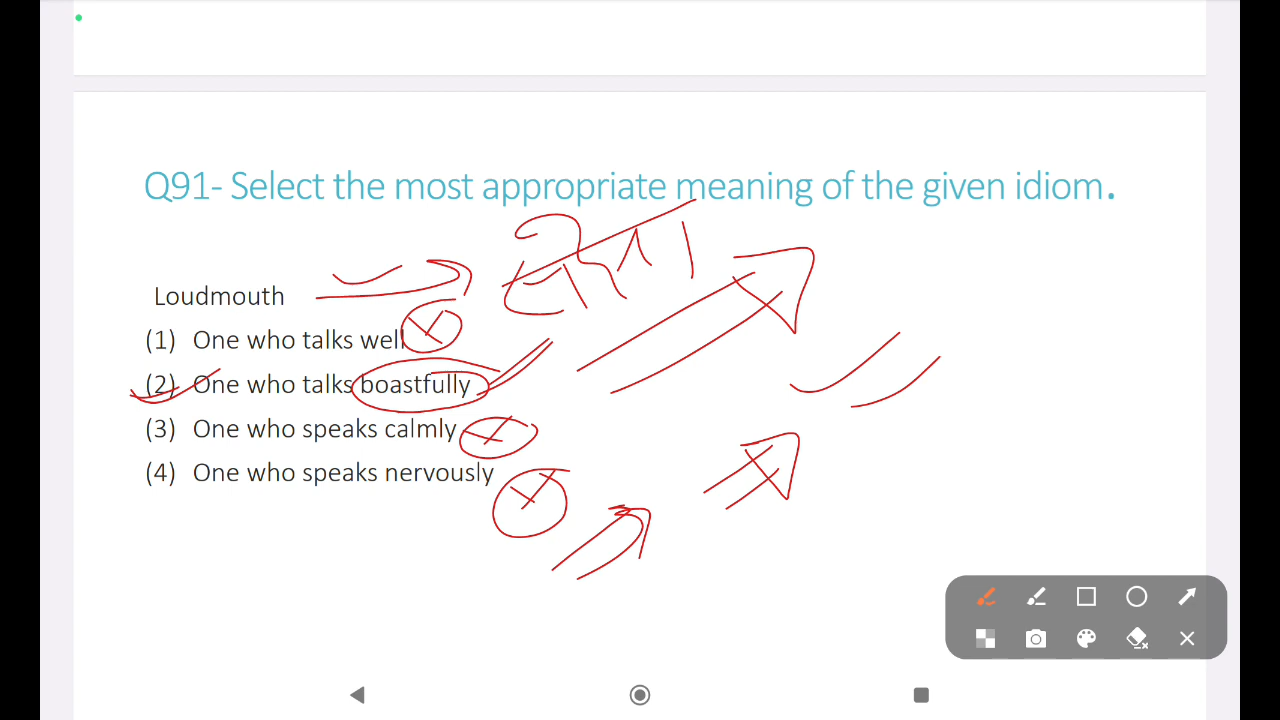 Q91- Select the most appropriate meaning of the given idiom.
Loudmouth
(1) One who talks well
(2) One who talks boastfully
(3) One who speaks calmly
(4) One who speaks nervously